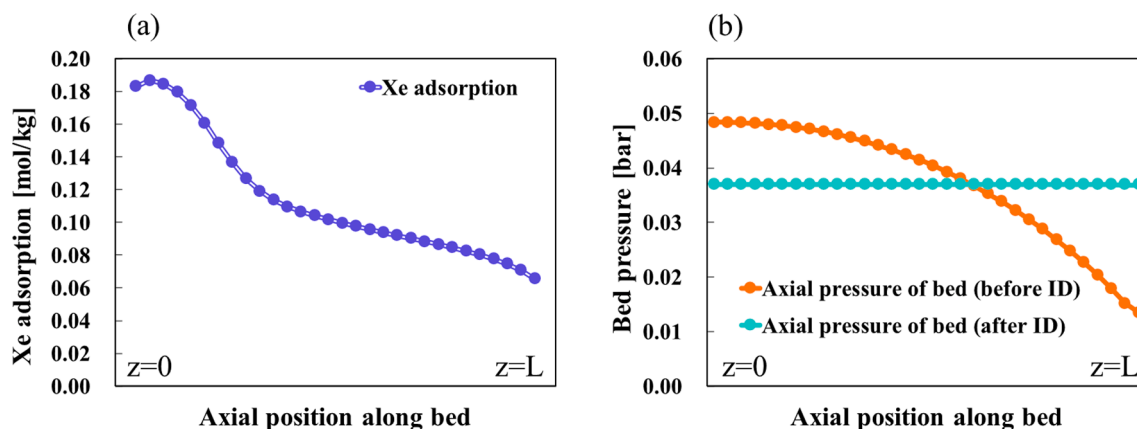 (a)
Xe adsorption [mol/kg]
0.20
0.18
0.16
0.14
0.12
0.10
0.08
0.06
0.04
0.02
0.00
Xe adsorption
z=0
z=L
Axial position along bed
(b)
Bed pressure [bar]
0.06
0.05
0.04
0.03
0.02
0.01
0.00
Axial pressure of bed (before ID)
Axial pressure of bed (after ID)
z=0
z=L
Axial position along bed